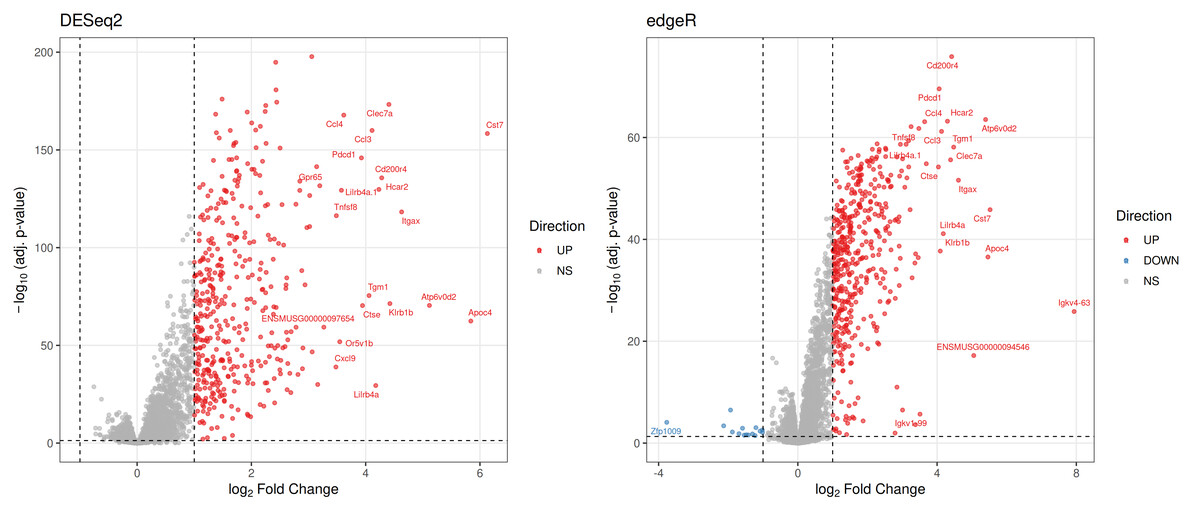 DESeq2
200
150
100
50
0
0
2
4
6
−log10 (adj. p-value)
log2 Fold Change
Clec7a
Ccl4
Cst7
Ccl3
Pdcd1
Cd200r4
Gpr65
Hcar2
Lilrb4a.1
Tnfsf8
Itgax
Tgm1
Atp6v0d2
Ctse
Klrb1b
Apoc4
ENSMUSG00000097654
Or5v1b
Cxcl9
Lilrb4a
Direction
UP
NS
edgeR
60
40
20
0
-4
0
4
8
−log10 (adj. p-value)
log2 Fold Change
Cd200r4
Pdcd1
Ccl4
Hcar2
Atp6v0d2
Tnfsf8
Ccl3
Tgm1
Lilrb4a.1
Clec7a
Ctse
Itgax
Cst7
Lilrb4a
Klrb1b
Apoc4
Igkv4-63
ENSMUSG00000094546
Igkv1-99
Zfp1009
Direction
UP
DOWN
NS